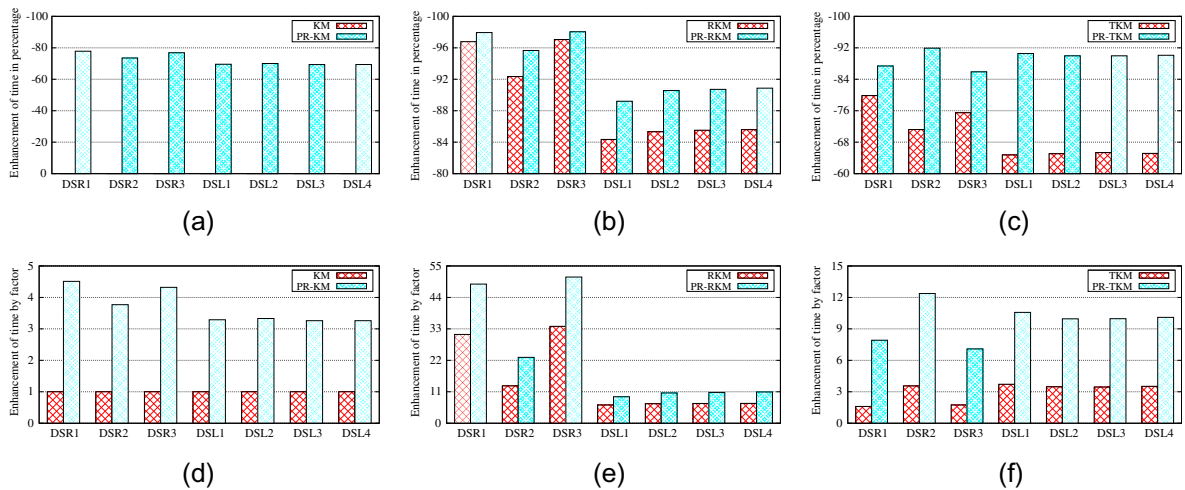 Enhancement of time in percentage
-100
-80
-60
-40
-20
0
KM
PR-KM
DSR1 DSR2 DSR3 DSL1 DSL2 DSL3 DSL4
(a)
Enhancement of time in percentage
-100
-96
-92
-88
-84
-80
RKM
PR-RKM
DSR1 DSR2 DSR3 DSL1 DSL2 DSL3 DSL4
(b)
Enhancement of time in percentage
-100
-92
-84
-76
-68
-60
TKM
PR-TKM
DSR1 DSR2 DSR3 DSL1 DSL2 DSL3 DSL4
(c)
Enhancement of time by factor
5
4
3
2
1
0
KM
PR-KM
DSR1 DSR2 DSR3 DSL1 DSL2 DSL3 DSL4
(d)
Enhancement of time by factor
55
44
33
22
11
0
RKM
PR-RKM
DSR1 DSR2 DSR3 DSL1 DSL2 DSL3 DSL4
(e)
Enhancement of time by factor
15
12
9
6
3
0
TKM
PR-TKM
DSR1 DSR2 DSR3 DSL1 DSL2 DSL3 DSL4
(f)